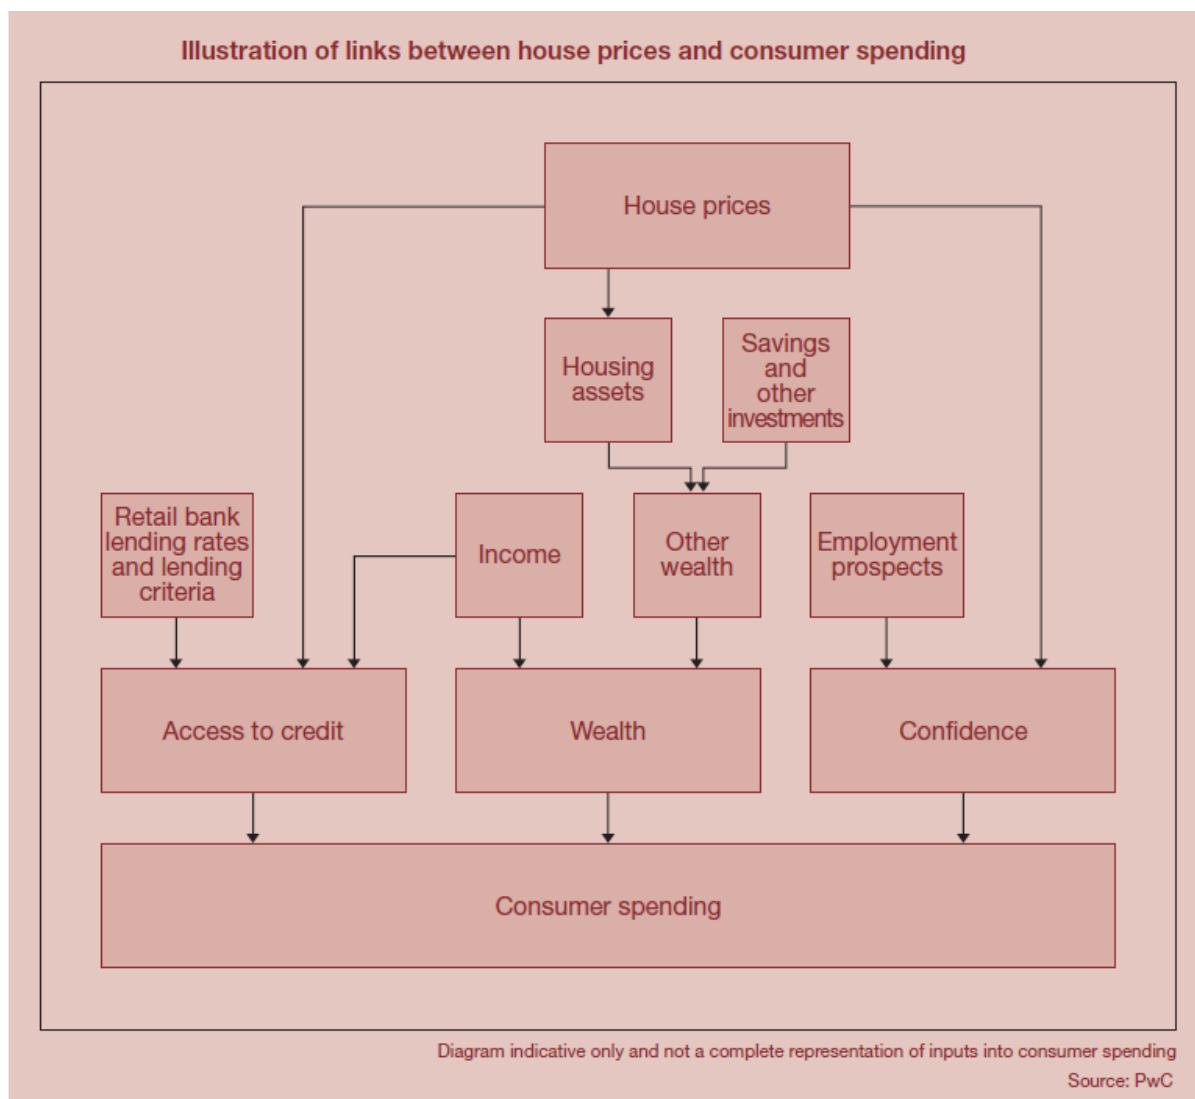 Illustration of links between house prices and consumer spending
House prices
Housing
assets
Savings
and
other
investments
Retail bank
lending rates
and lending
criteria
Income
Other
wealth
Employment
prospects
Access to credit
Wealth
Confidence
Consumer spending
Diagram indicative only and not a complete representation of inputs into consumer spending
Source: PwC